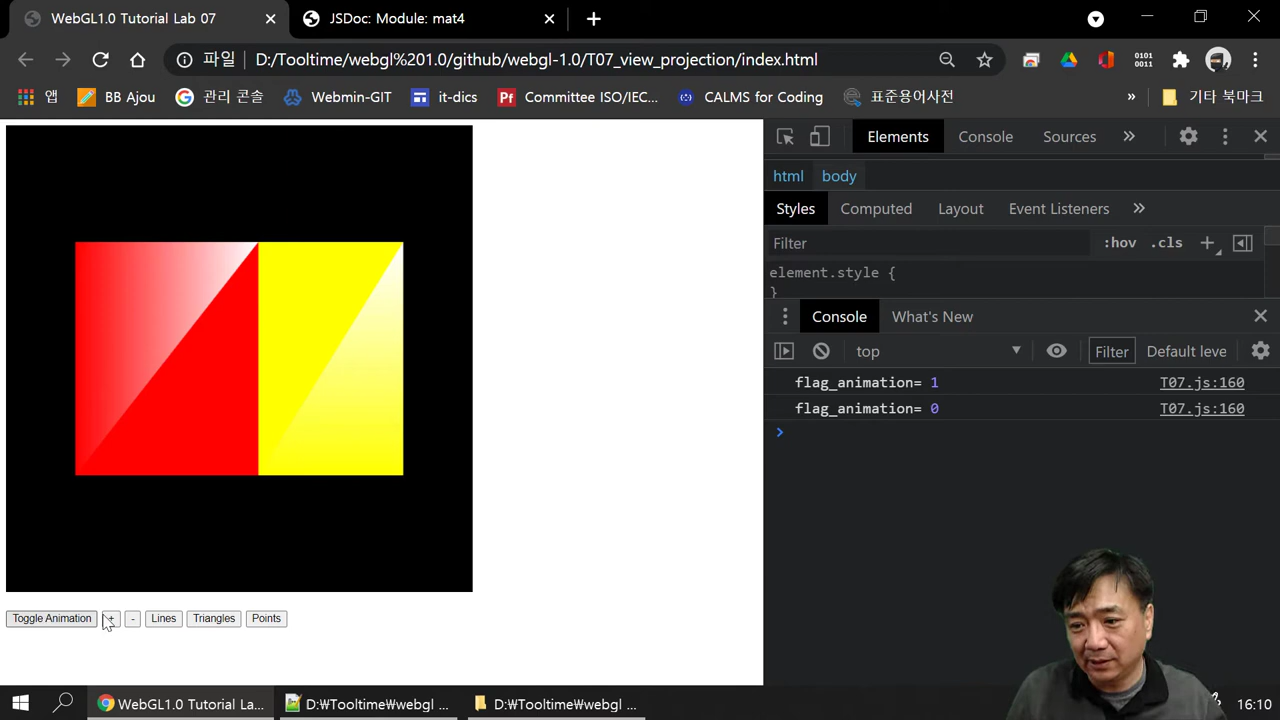 WebGL1.0 Tutorial Lab 07
JSDoc: Module: mat4
파일 D:/Tooltime/webgl%201.0/github/webgl-1.0/T07_view_projection/index.html
앱 BB Ajou 관리 콘솔 Webmin-GIT it-dics Pf Committee ISO/IEC... CALMS for Coding 표준용어사전 » 기타 북마크
0101
0011
Elements Console Sources »
html body
Styles Computed Layout Event Listeners »
Filter :hov .cls
element.style {
}
Console What's New
top Filter Default leve
flag_animation= 1 T07.js:160
flag_animation= 0 T07.js:160
Toggle Animation + - Lines Triangles Points
WebGL1.0 Tutorial La... D:\Tooltime\webgl ... D:\Tooltime\webgl ... 16:10